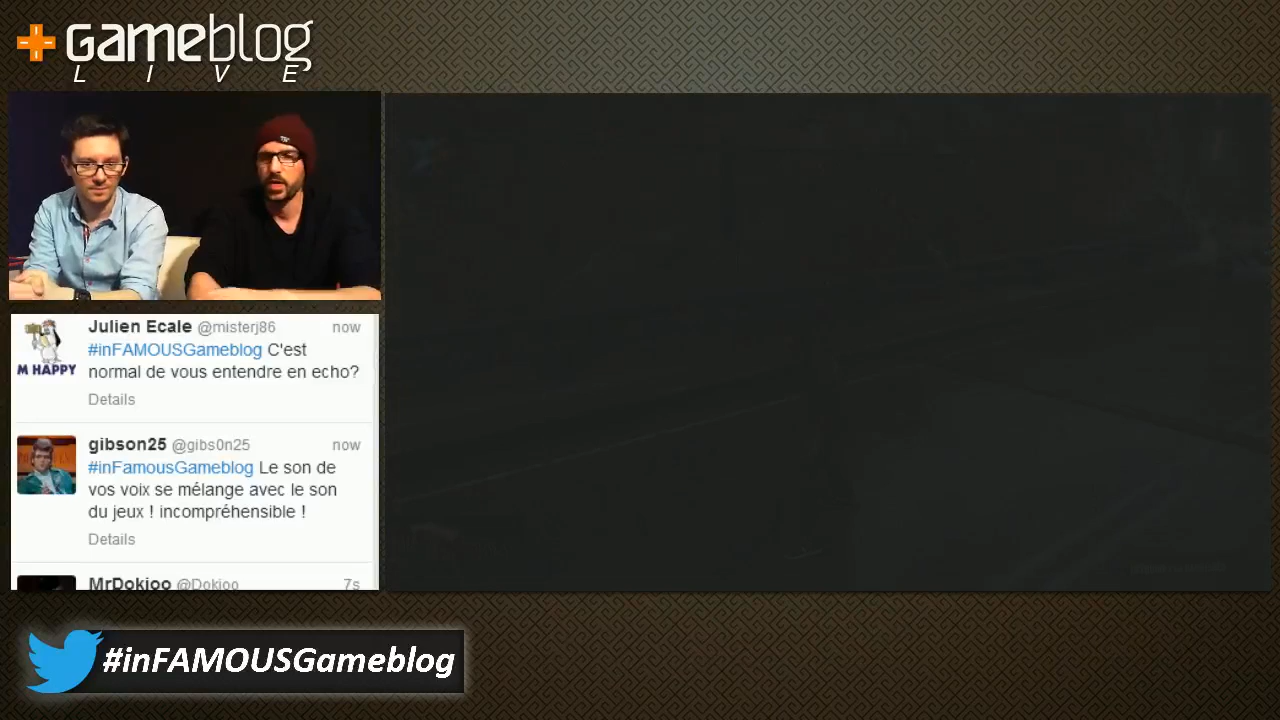 Gameblog
LIVE
Julien Ecale @misterj86 now
#inFAMOUSGameblog C'est
normal de vous entendre en echo?
Details
gibson25 @gibs0n25 now
#inFamousGameblog Le son de
vos voix se mélange avec le son
du jeux ! incompréhensible !
Details
MrDokioo @Dokioo 7s
M HAPPY
#inFAMOUSGameblog